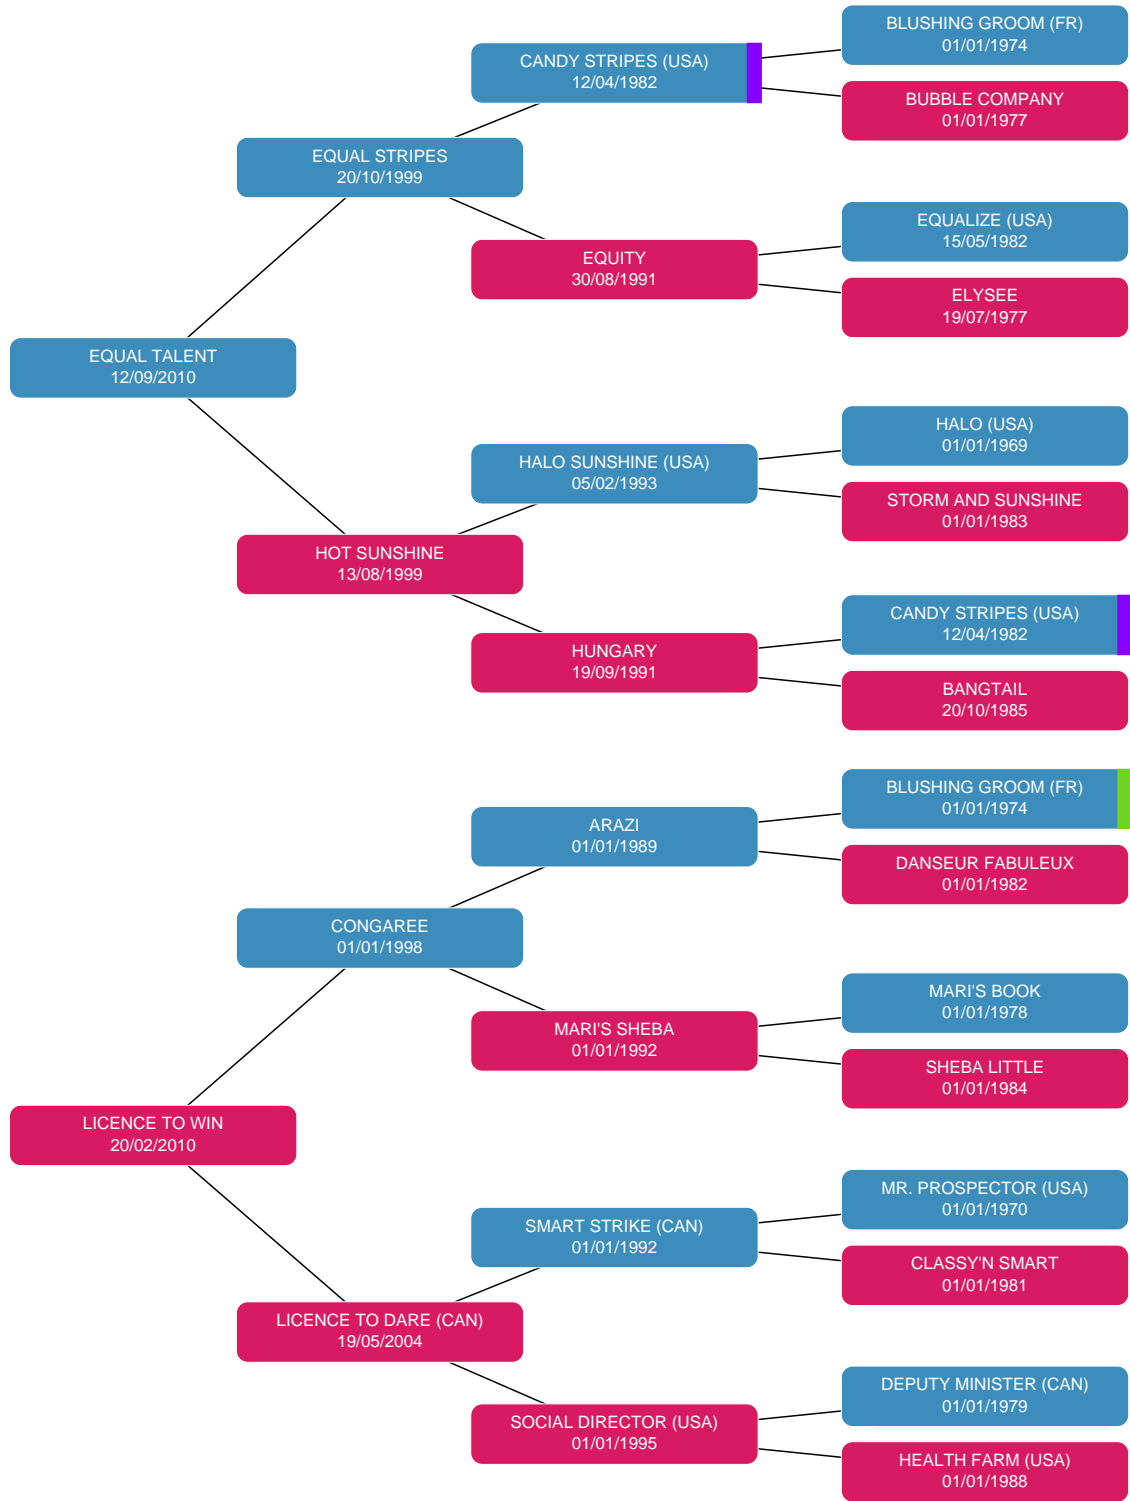 BLUSHING GROOM (FR)
01/01/1974
CANDY STRIPES (USA)
12/04/1982
BUBBLE COMPANY
01/01/1977
EQUAL STRIPES
20/10/1999
EQUALIZE (USA)
15/05/1982
EQUITY
30/08/1991
ELYSEE
19/07/1977
EQUAL TALENT
12/09/2010
HALO (USA)
01/01/1969
HALO SUNSHINE (USA)
05/02/1993
STORM AND SUNSHINE
01/01/1983
HOT SUNSHINE
13/08/1999
CANDY STRIPES (USA)
12/04/1982
HUNGARY
19/09/1991
BANGTAIL
20/10/1985
BLUSHING GROOM (FR)
01/01/1974
ARAZI
01/01/1989
DANSEUR FABULEUX
01/01/1982
CONGAREE
01/01/1998
MARI'S BOOK
01/01/1978
MARI'S SHEBA
01/01/1992
SHEBA LITTLE
01/01/1984
LICENCE TO WIN
20/02/2010
MR. PROSPECTOR (USA)
01/01/1970
SMART STRIKE (CAN)
01/01/1992
CLASSY'N SMART
01/01/1981
LICENCE TO DARE (CAN)
19/05/2004
DEPUTY MINISTER (CAN)
01/01/1979
SOCIAL DIRECTOR (USA)
01/01/1995
HEALTH FARM (USA)
01/01/1988